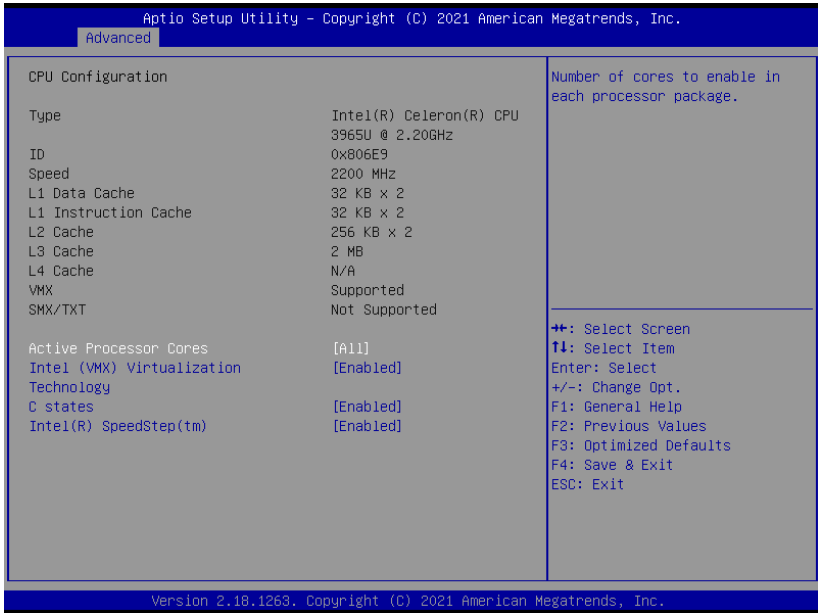 Aptio Setup Utility – Copyright (C) 2021 American Megatrends, Inc.
Advanced
CPU Configuration
Type Intel(R) Celeron(R) CPU
3965U @ 2.20GHz
ID 0x806E9
Speed 2200 MHz
L1 Data Cache 32 KB x 2
L1 Instruction Cache 32 KB x 2
L2 Cache 256 KB x 2
L3 Cache 2 MB
L4 Cache N/A
VMX Supported
SMX/TXT Not Supported
Active Processor Cores [All]
Intel (VMX) Virtualization [Enabled]
Technology
C states [Enabled]
Intel(R) SpeedStep(tm) [Enabled]
Number of cores to enable in
each processor package.
→←: Select Screen
↑↓: Select Item
Enter: Select
+/-: Change Opt.
F1: General Help
F2: Previous Values
F3: Optimized Defaults
F4: Save & Exit
ESC: Exit
Version 2.18.1263. Copyright (C) 2021 American Megatrends, Inc.